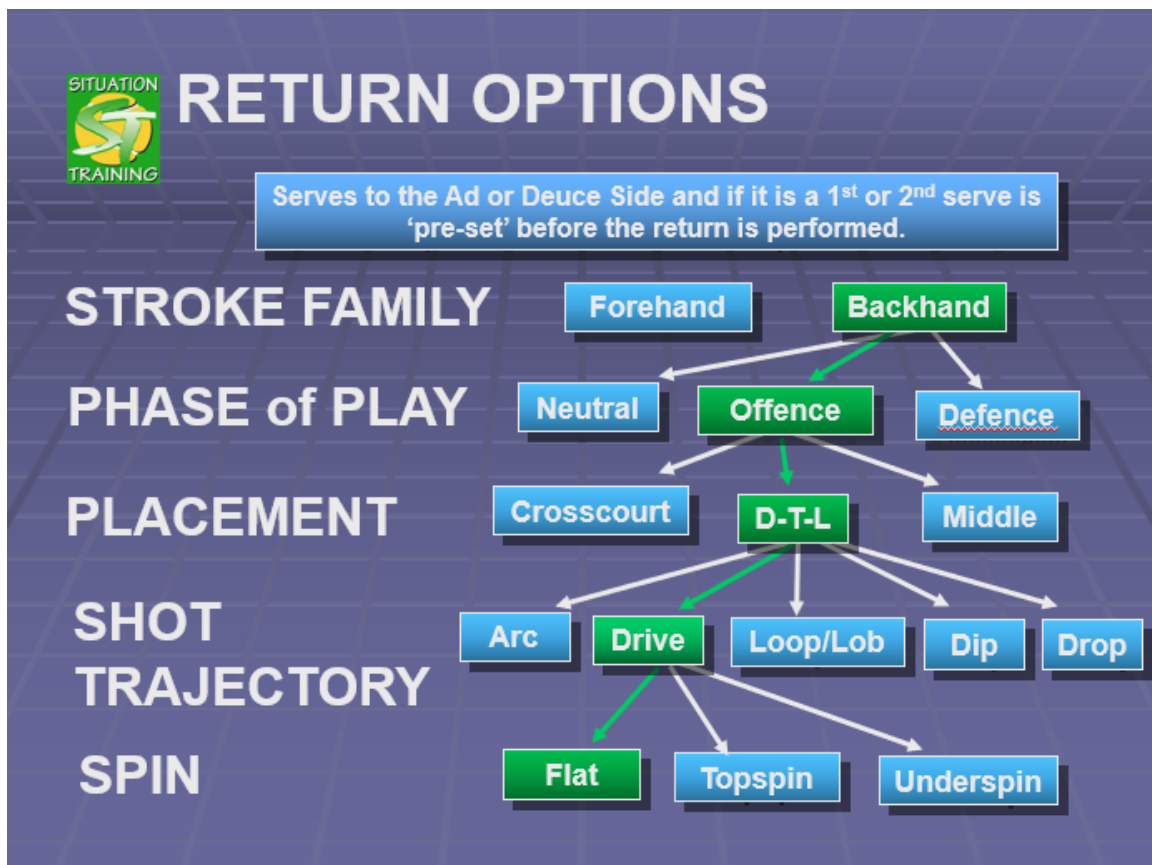 SITUATION
ST
TRAINING
RETURN OPTIONS
Serves to the Ad or Deuce Side and if it is a 1st or 2nd serve is
‘pre-set’ before the return is performed.
STROKE FAMILY
Forehand
Backhand
PHASE of PLAY
Neutral
Offence
Defence
PLACEMENT
Crosscourt
D-T-L
Middle
SHOT
TRAJECTORY
Arc
Drive
Loop/Lob
Dip
Drop
SPIN
Flat
Topspin
Underspin